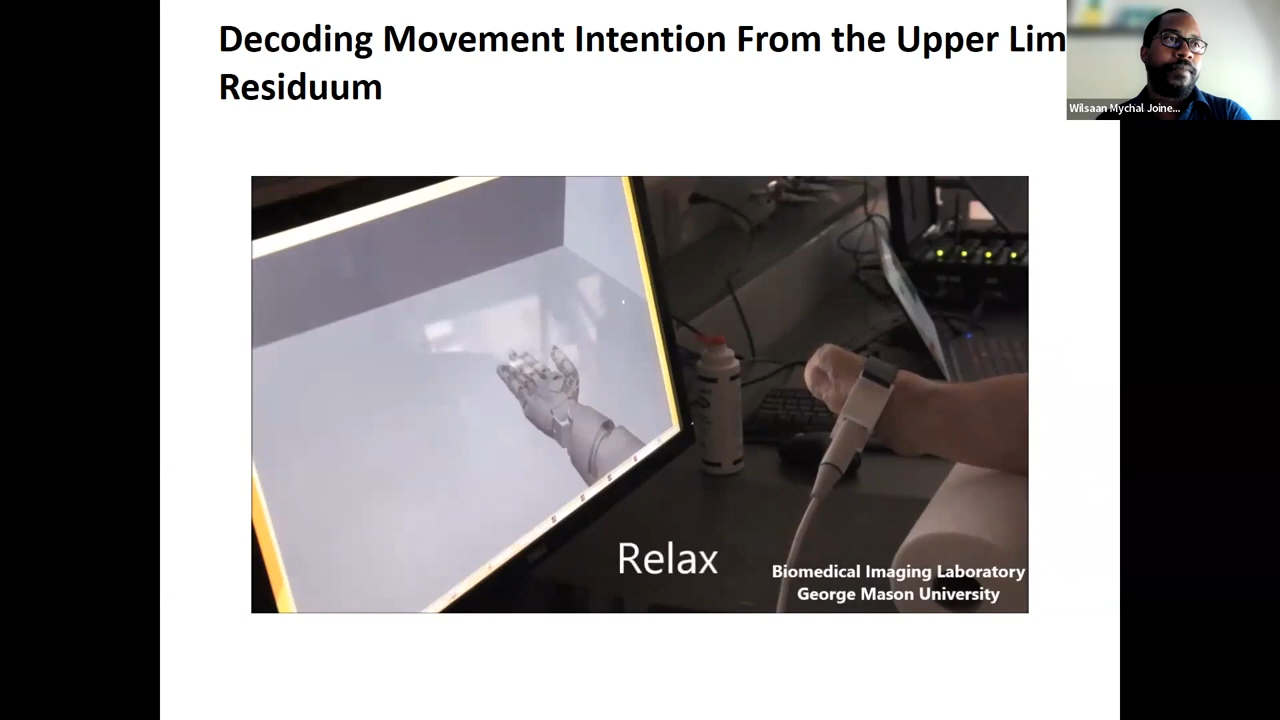 Decoding Movement Intention From the Upper Lim
Residuum
Wilsaan Mychal Joine...
Relax
Biomedical Imaging Laboratory
George Mason University